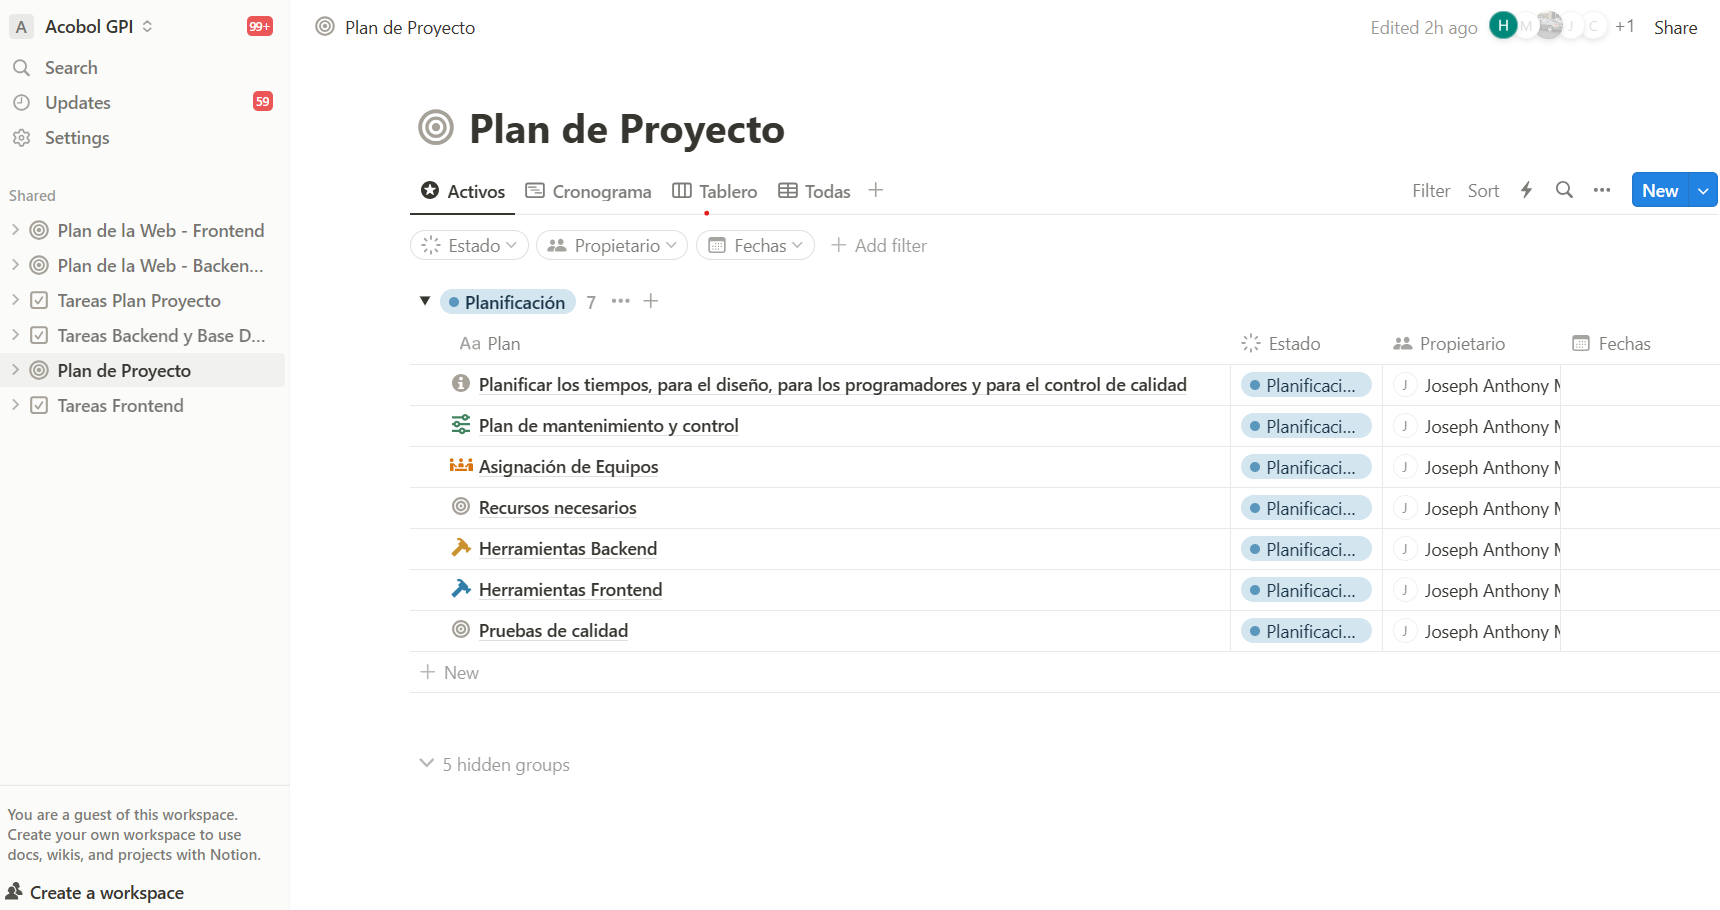 A Acobol GPI 99+
Search
Updates 59
Settings
Shared
Plan de la Web - Frontend
Plan de la Web - Backen...
Tareas Plan Proyecto
Tareas Backend y Base D...
Plan de Proyecto
Tareas Frontend
You are a guest of this workspace.
Create your own workspace to use
docs, wikis, and projects with Notion.
Create a workspace
Plan de Proyecto
Edited 2h ago H M J C +1 Share
Plan de Proyecto
Activos Cronograma Tablero Todas
Filter Sort New
Estado Propietario Fechas Add filter
Planificación 7
Aa Plan Estado Propietario Fechas
Planificar los tiempos, para el diseño, para los programadores y para el control de calidad Planificaci... J Joseph Anthony M
Plan de mantenimiento y control Planificaci... J Joseph Anthony M
Asignación de Equipos Planificaci... J Joseph Anthony M
Recursos necesarios Planificaci... J Joseph Anthony M
Herramientas Backend Planificaci... J Joseph Anthony M
Herramientas Frontend Planificaci... J Joseph Anthony M
Pruebas de calidad Planificaci... J Joseph Anthony M
New
5 hidden groups